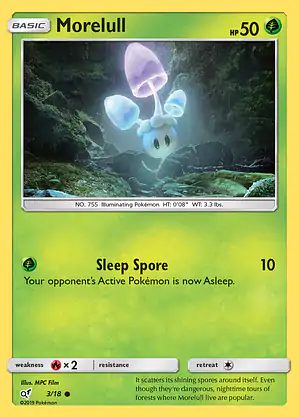 BASIC
Morelull
HP 50
NO. 755 Illuminating Pokémon HT: 0'08" WT: 3.3 lbs.
Sleep Spore 10
Your opponent's Active Pokémon is now Asleep.
weakness ×2 resistance retreat
Illus. MPC Film
3/18
©2019 Pokémon
It scatters its shining spores around itself. Even
though they're dangerous, nighttime tours of
forests where Morelull live are popular.